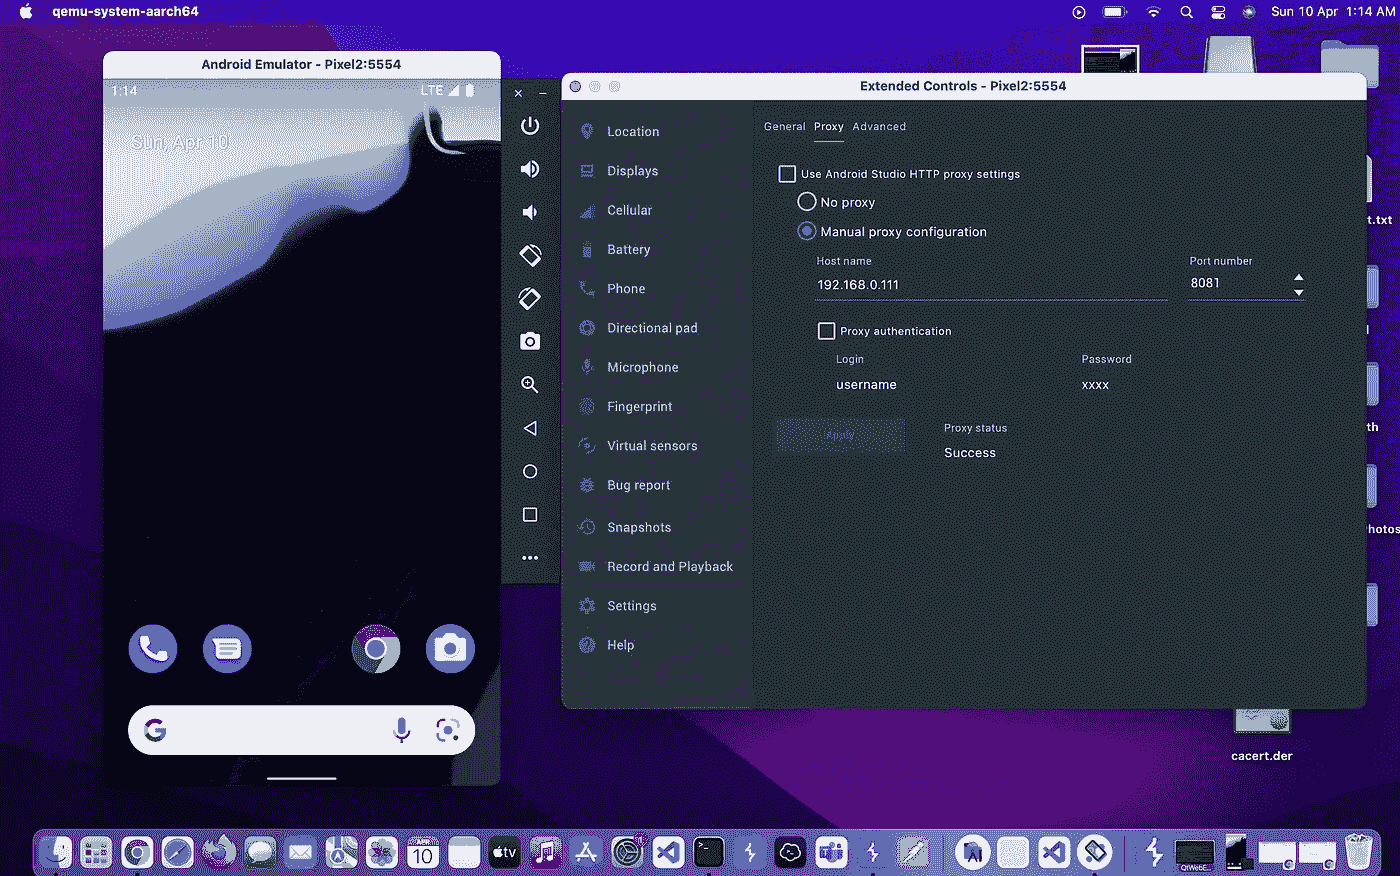 qemu-system-aarch64
Sun 10 Apr 1:14 AM
Android Emulator - Pixel2:5554
1:14
LTE
Sun, Apr 10
Extended Controls - Pixel2:5554
Location
Displays
Cellular
Battery
Phone
Directional pad
Microphone
Fingerprint
Virtual sensors
Bug report
Snapshots
Record and Playback
Settings
Help
General Proxy Advanced
Use Android Studio HTTP proxy settings
No proxy
Manual proxy configuration
Host name
Port number
192.168.0.111
8081
Proxy authentication
Login
Password
username
xxxx
Apply
Proxy status
Success
t.txt
th
hotos
cacert.der
10
tv
AI